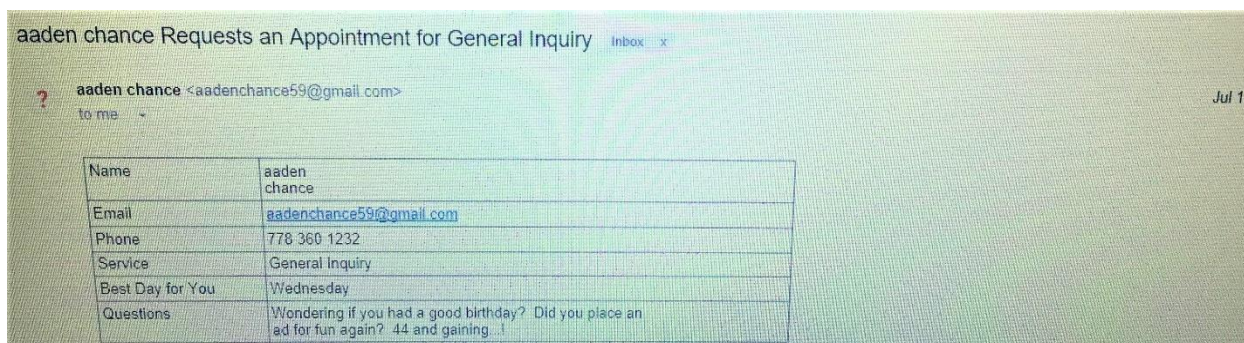 aaden chance Requests an Appointment for General Inquiry Inbox x
aaden chance <aadenchance59@gmail.com>
Jul 1
to me
Name aaden
chance
Email aadenchance59@gmail.com
Phone 778 360 1232
Service General Inquiry
Best Day for You Wednesday
Questions Wondering if you had a good birthday? Did you place an
ad for fun again? 44 and gaining...!